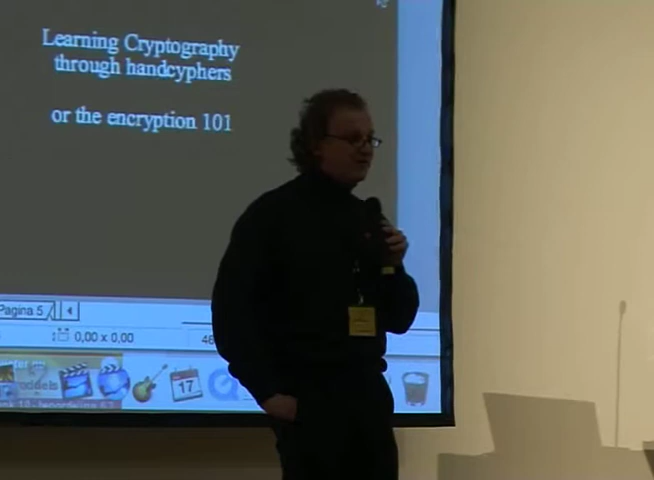 Learning Cryptography
through handcyphers
or the encryption 101
Pagina 5
0,00 x 0,00
17